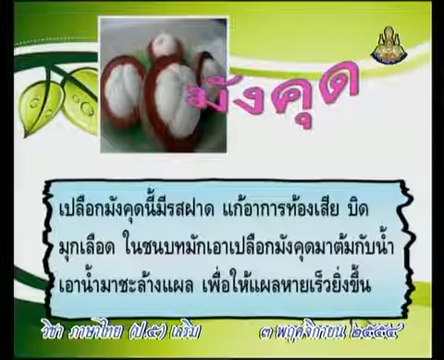 มังคุด
เปลือกมังคุดนี้มีรสฝาด แก้อาการท้องเสีย บิด
มุกเลือด ในชนบทมักเอาเปลือกมังคุดมาต้มกับน้ำ
เอาน้ำมาชะล้างแผล เพื่อให้แผลหายเร็วยิ่งขึ้น
วิชา ภาษาไทย (ป.๕) เสริม ๓ พฤศจิกายน ๒๕๕๔